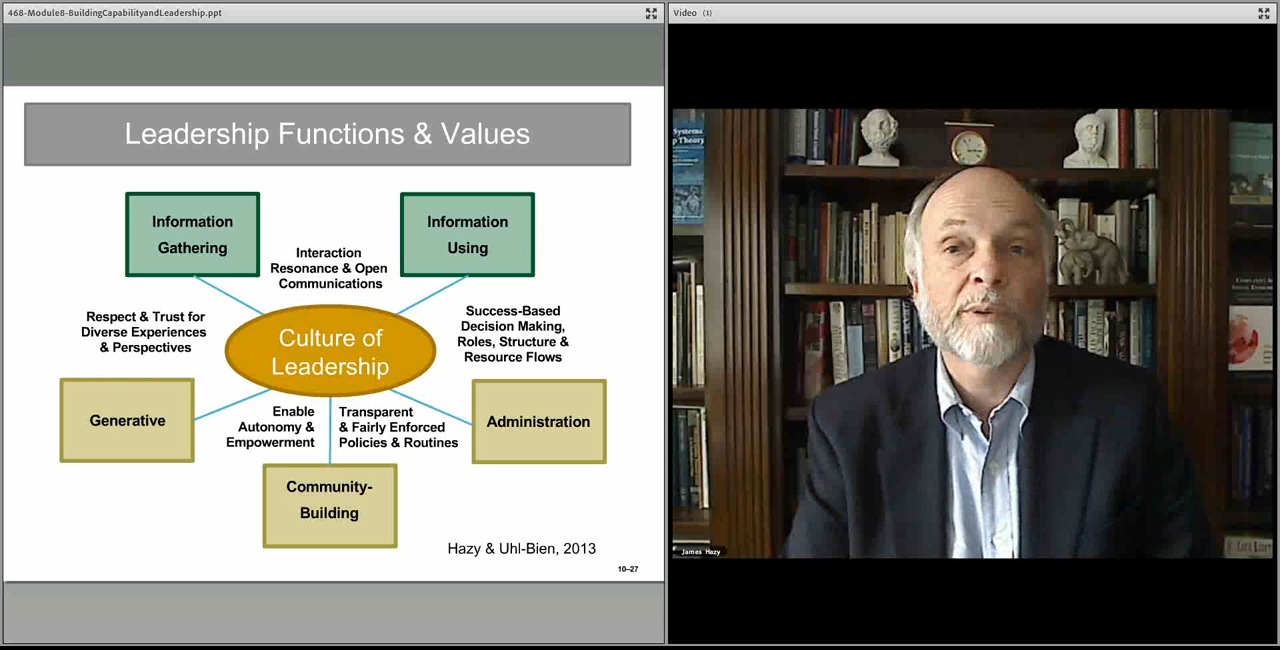 468-Module8-BuildingCapabilityandLeadership.ppt
Leadership Functions & Values
Information
Gathering
Information
Using
Interaction
Resonance & Open
Communications
Respect & Trust for
Diverse Experiences
& Perspectives
Success-Based
Decision Making,
Roles, Structure &
Resource Flows
Culture of
Leadership
Generative
Enable
Autonomy &
Empowerment
Transparent
& Fairly Enforced
Policies & Routines
Administration
Community-
Building
Hazy & Uhl-Bien, 2013
10–27
Video (1)
Systems
Theory
James Hazy